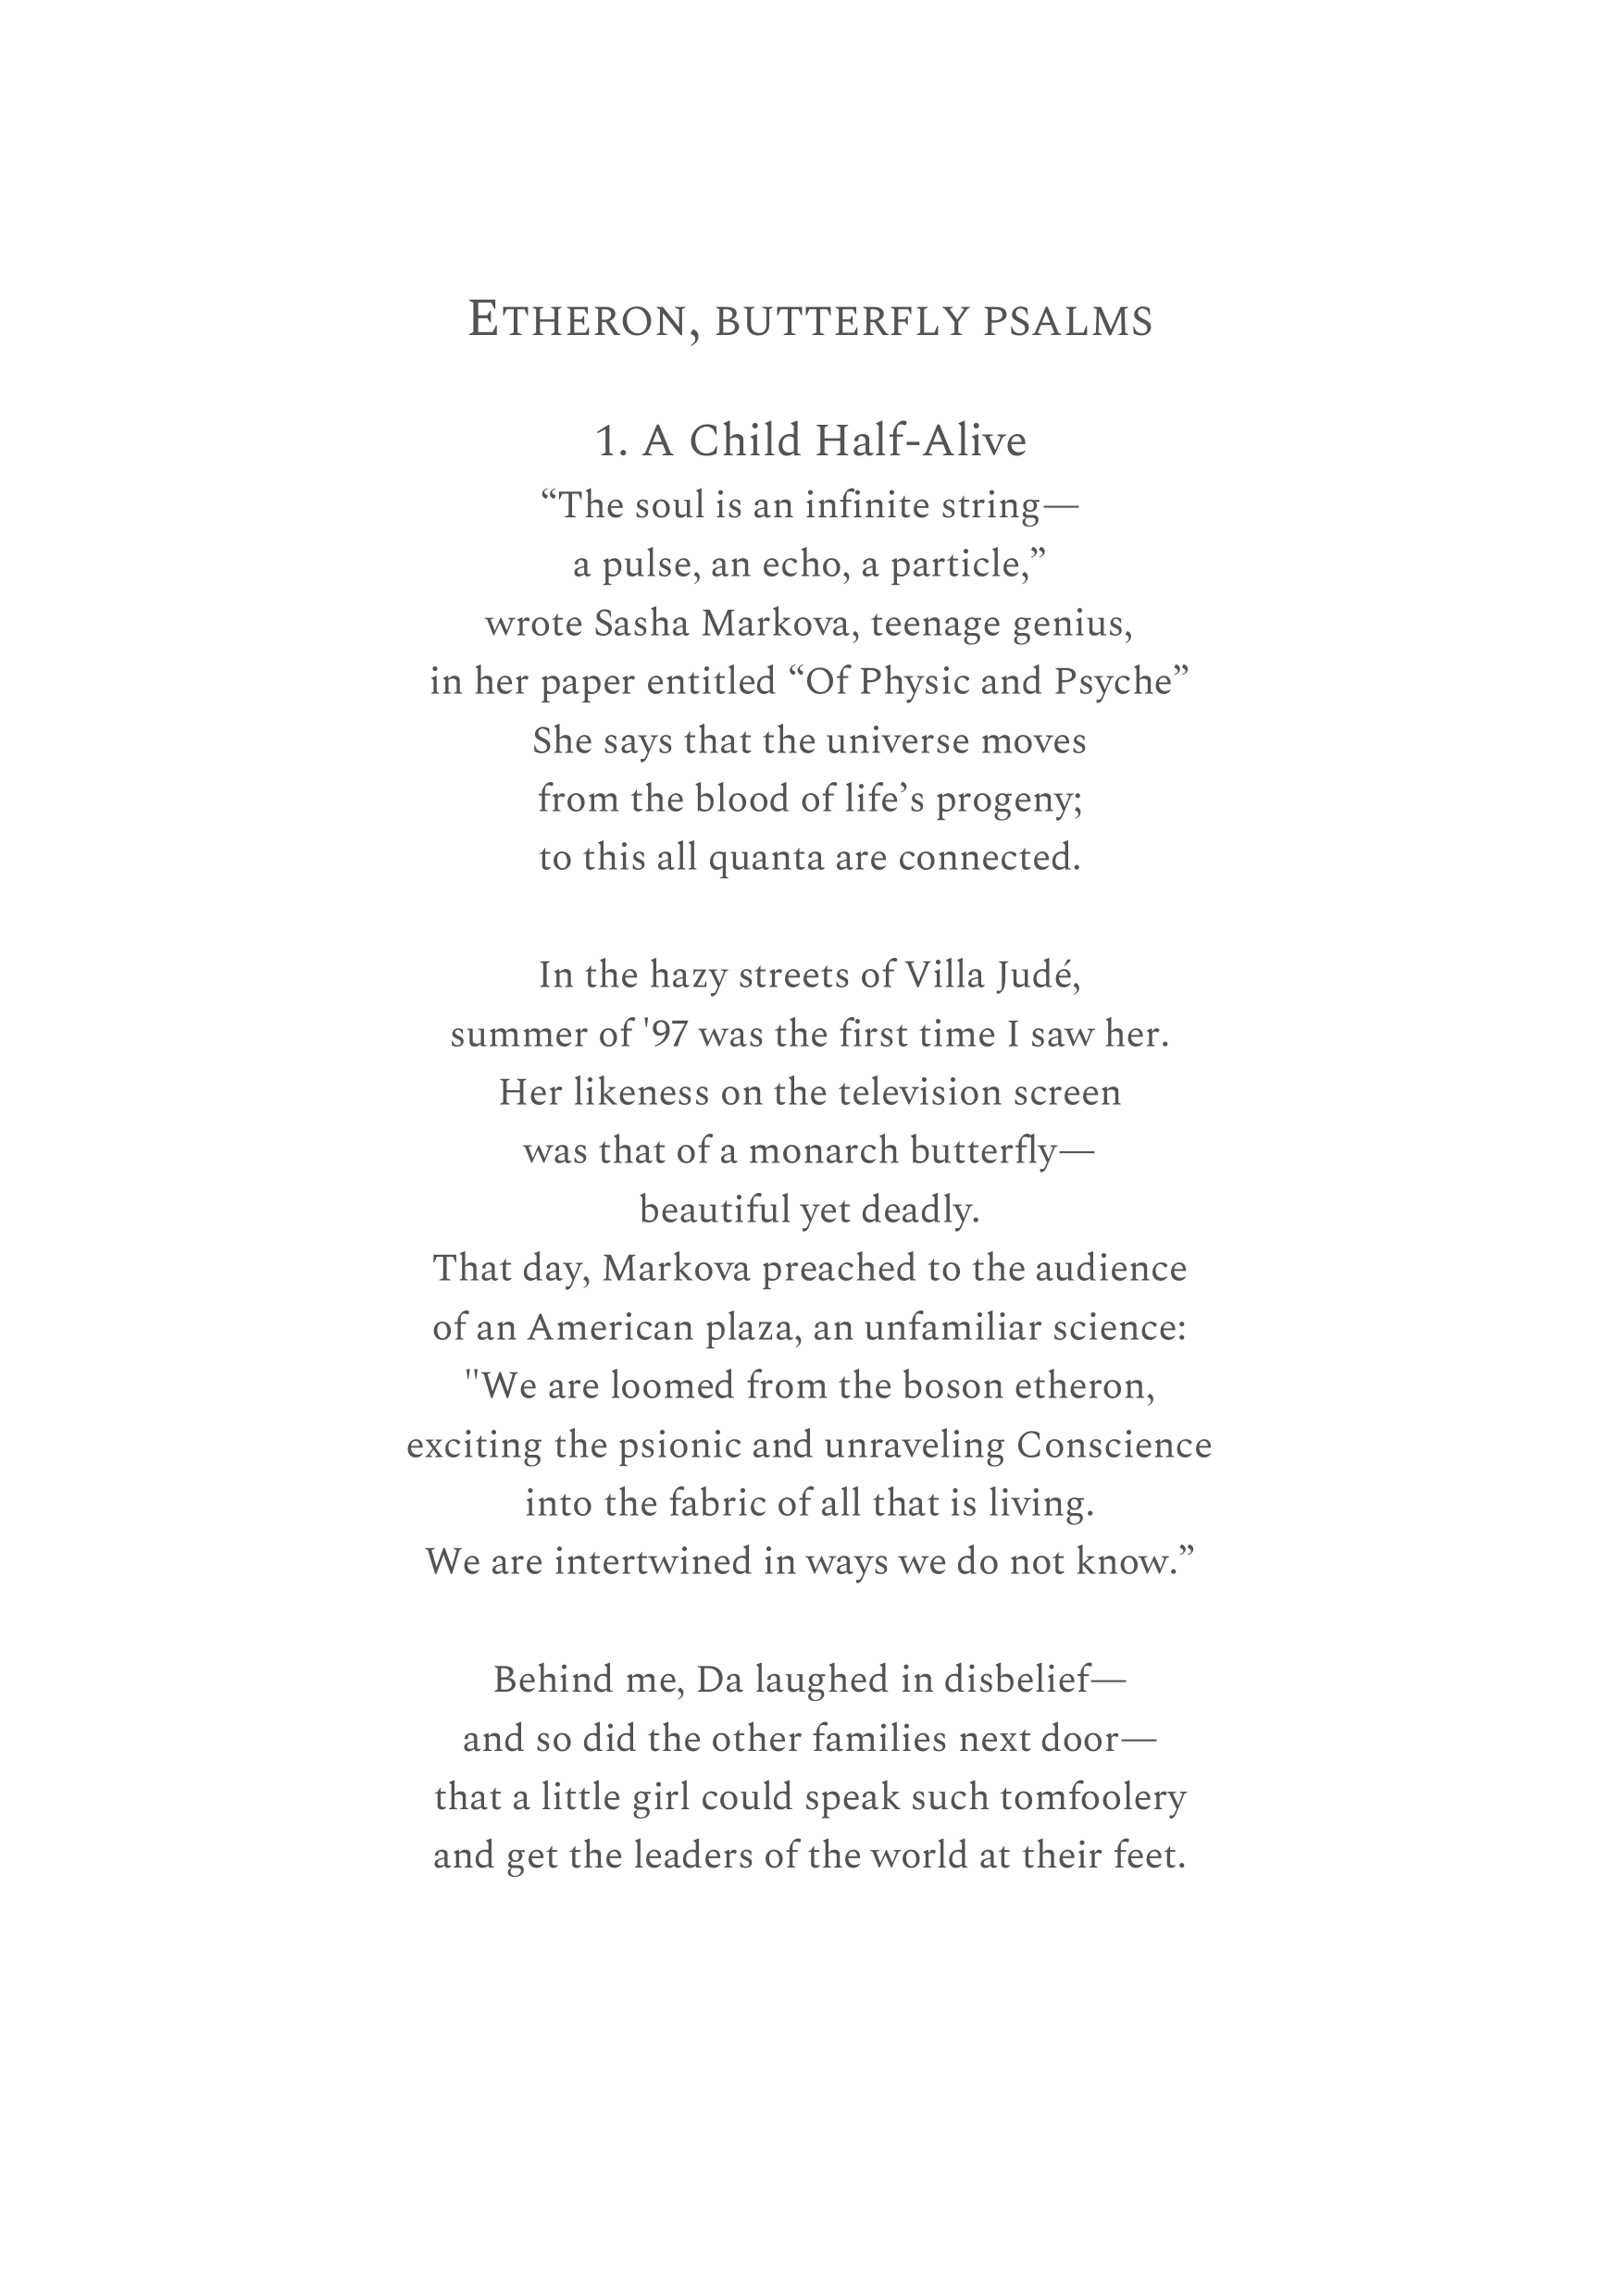 ETHERON, BUTTERFLY PSALMS
1. A Child Half-Alive
“The soul is an infinite string—
a pulse, an echo, a particle,”
wrote Sasha Markova, teenage genius,
in her paper entitled “Of Physic and Psyche”
She says that the universe moves
from the blood of life’s progeny;
to this all quanta are connected.
In the hazy streets of Villa Judé,
summer of '97 was the first time I saw her.
Her likeness on the television screen
was that of a monarch butterfly—
beautiful yet deadly.
That day, Markova preached to the audience
of an American plaza, an unfamiliar science:
"We are loomed from the boson etheron,
exciting the psionic and unraveling Conscience
into the fabric of all that is living.
We are intertwined in ways we do not know.”
Behind me, Da laughed in disbelief—
and so did the other families next door—
that a little girl could speak such tomfoolery
and get the leaders of the world at their feet.